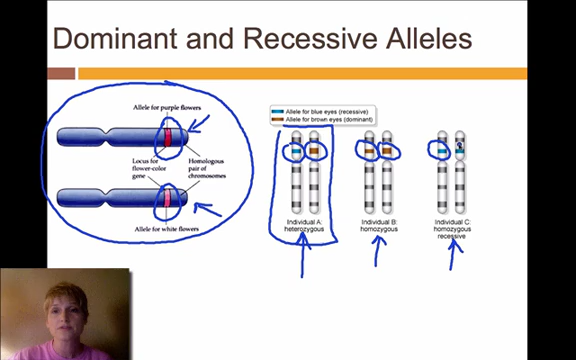 Dominant and Recessive Alleles
Allele for purple flowers
Locus for
flower-color
gene
Homologous
pair of
chromosomes
Allele for white flowers
Allele for blue eyes (recessive)
Allele for brown eyes (dominant)
Individual A:
heterozygous
Individual B:
homozygous
Individual C:
homozygous
recessive